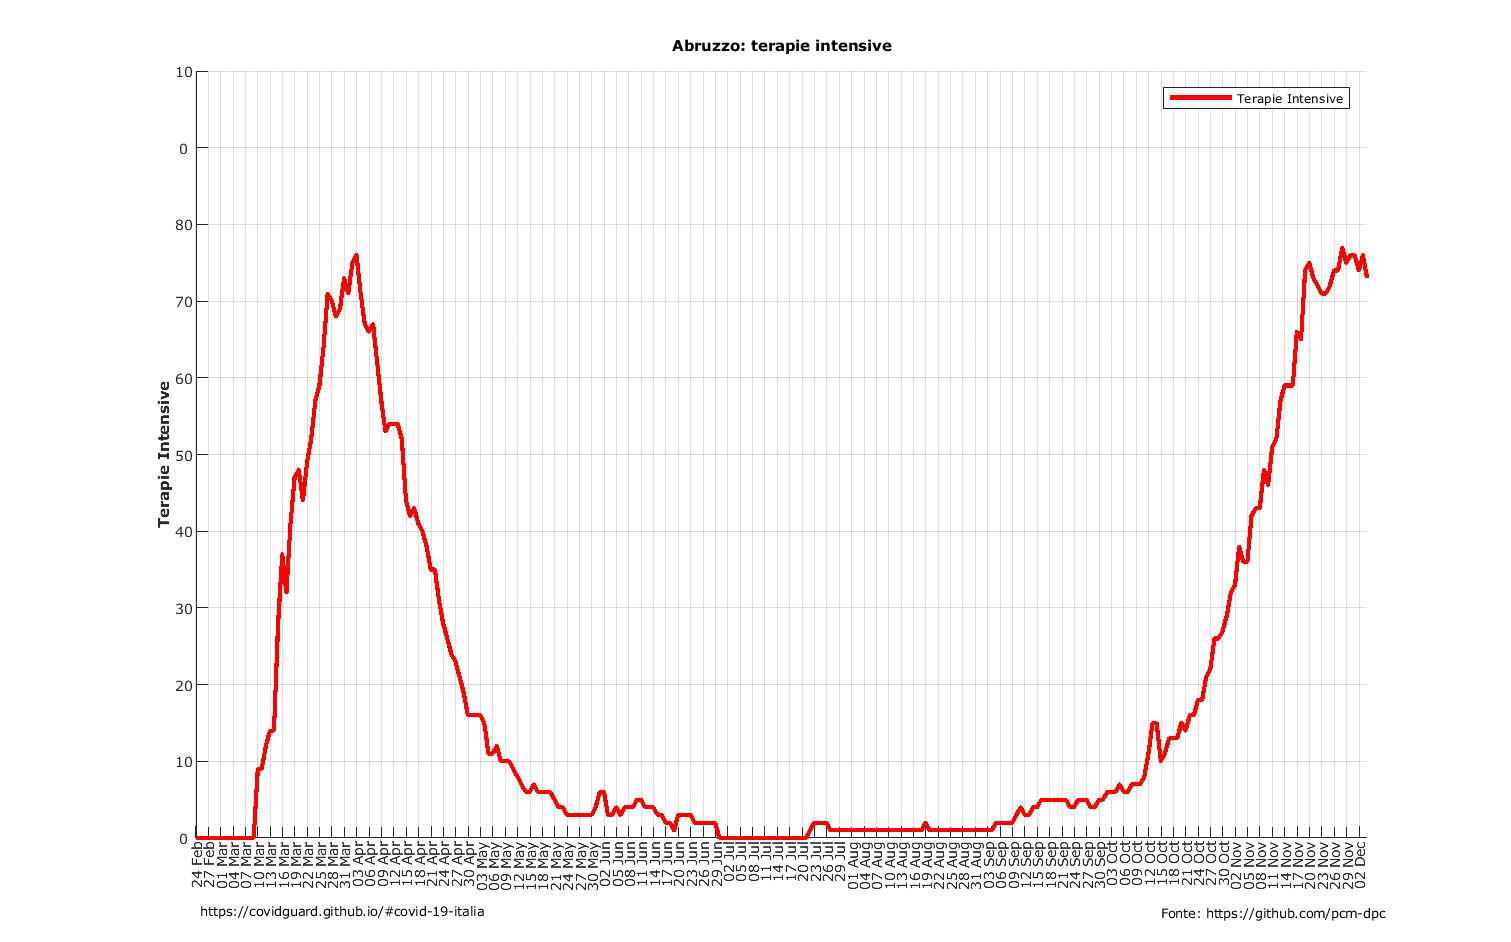 Abruzzo: terapie intensive
Terapie Intensive
Terapie Intensive
10
0
80
70
60
50
40
30
20
10
0
24 Feb
27 Feb
01 Mar
04 Mar
07 Mar
10 Mar
13 Mar
16 Mar
19 Mar
22 Mar
25 Mar
28 Mar
31 Mar
03 Apr
06 Apr
09 Apr
12 Apr
15 Apr
18 Apr
21 Apr
24 Apr
27 Apr
30 Apr
03 May
06 May
09 May
12 May
15 May
18 May
21 May
24 May
27 May
30 May
02 Jun
05 Jun
08 Jun
11 Jun
14 Jun
17 Jun
20 Jun
23 Jun
26 Jun
29 Jun
02 Jul
05 Jul
08 Jul
11 Jul
14 Jul
17 Jul
20 Jul
23 Jul
26 Jul
29 Jul
01 Aug
04 Aug
07 Aug
10 Aug
13 Aug
16 Aug
19 Aug
22 Aug
25 Aug
28 Aug
31 Aug
03 Sep
06 Sep
09 Sep
12 Sep
15 Sep
18 Sep
21 Sep
24 Sep
27 Sep
30 Sep
03 Oct
06 Oct
09 Oct
12 Oct
15 Oct
18 Oct
21 Oct
24 Oct
27 Oct
30 Oct
02 Nov
05 Nov
08 Nov
11 Nov
14 Nov
17 Nov
20 Nov
23 Nov
26 Nov
29 Nov
02 Dec
https://covidguard.github.io/#covid-19-italia
Fonte: https://github.com/pcm-dpc